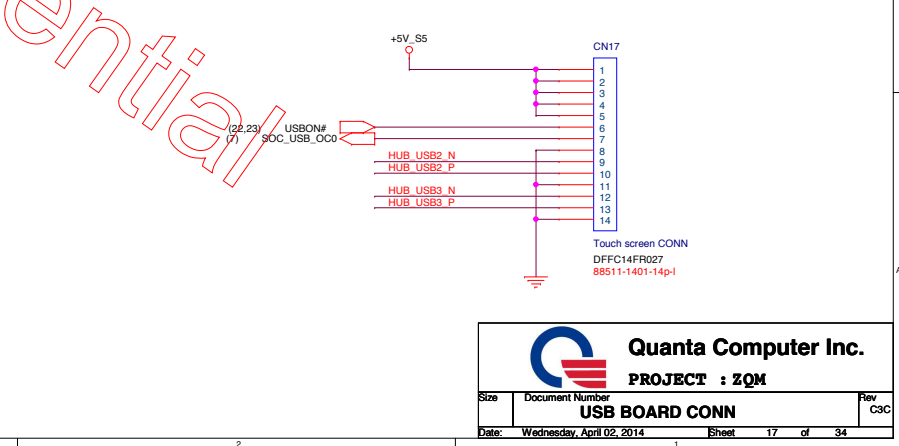 ential
+5V_S5
CN17
1
2
3
4
5
(22,23) USBON# 6
(7) SOC_USB_OC0 7
8
HUB_USB2_N 9
HUB_USB2_P 10
11
HUB_USB3_N 12
HUB_USB3_P 13
14
Touch screen CONN
DFFC14FR027
88511-1401-14p-l
A
Quanta Computer Inc.
PROJECT : ZQM
Size Document Number Rev
USB BOARD CONN C3C
Date: Wednesday, April 02, 2014 Sheet 17 of 34
2 1